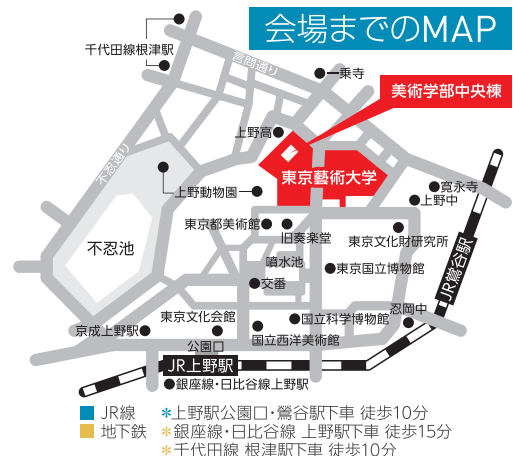 会場までのMAP
千代田線根津駅
言問通り
乗寺
美術学部中央棟
上野高
不忍通り
東京藝術大学
上野動物園
寛永寺
上野中
東京都美術館
旧奏楽堂
東京文化財研究所
不忍池
噴水池
東京国立博物館
JR鶯谷駅
交番
忍岡中
東京文化会館
国立科学博物館
京成上野駅
国立西洋美術館
公園口
JR上野駅
銀座線・日比谷線上野駅
JR線 *上野駅公園口・鶯谷駅下車 徒歩10分
地下鉄 *銀座線・日比谷線 上野駅下車 徒歩15分
*千代田線 根津駅下車 徒歩10分